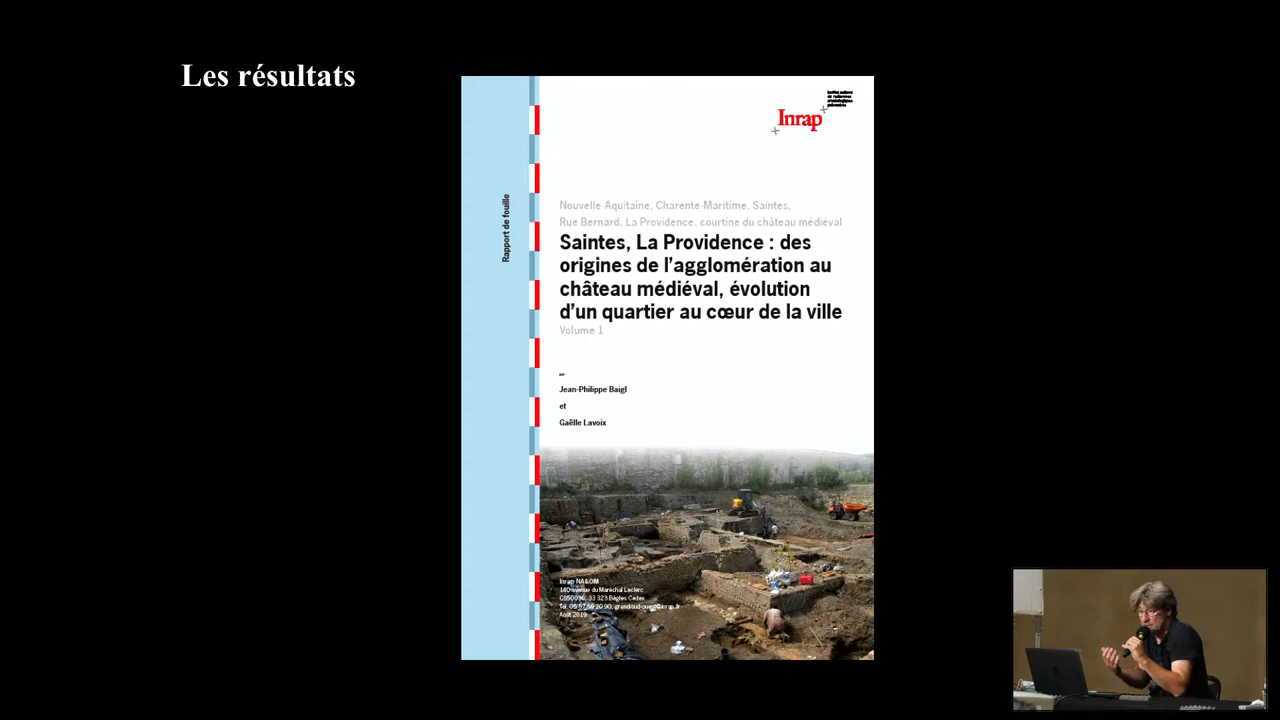 Les résultats
Inrap
Rapport de fouille
Nouvelle-Aquitaine, Charente-Maritime, Saintes,
Rue Bernard, La Providence, courtine du château médiéval
Saintes, La Providence : des
origines de l'agglomération au
château médiéval, évolution
d'un quartier au cœur de la ville
Volume 1
par
Jean-Philippe Baigl
et
Gaëlle Lavoix
Inrap NA&OM
140 avenue du Maréchal Leclerc
33 323 Bègles Cedex
Août 2019